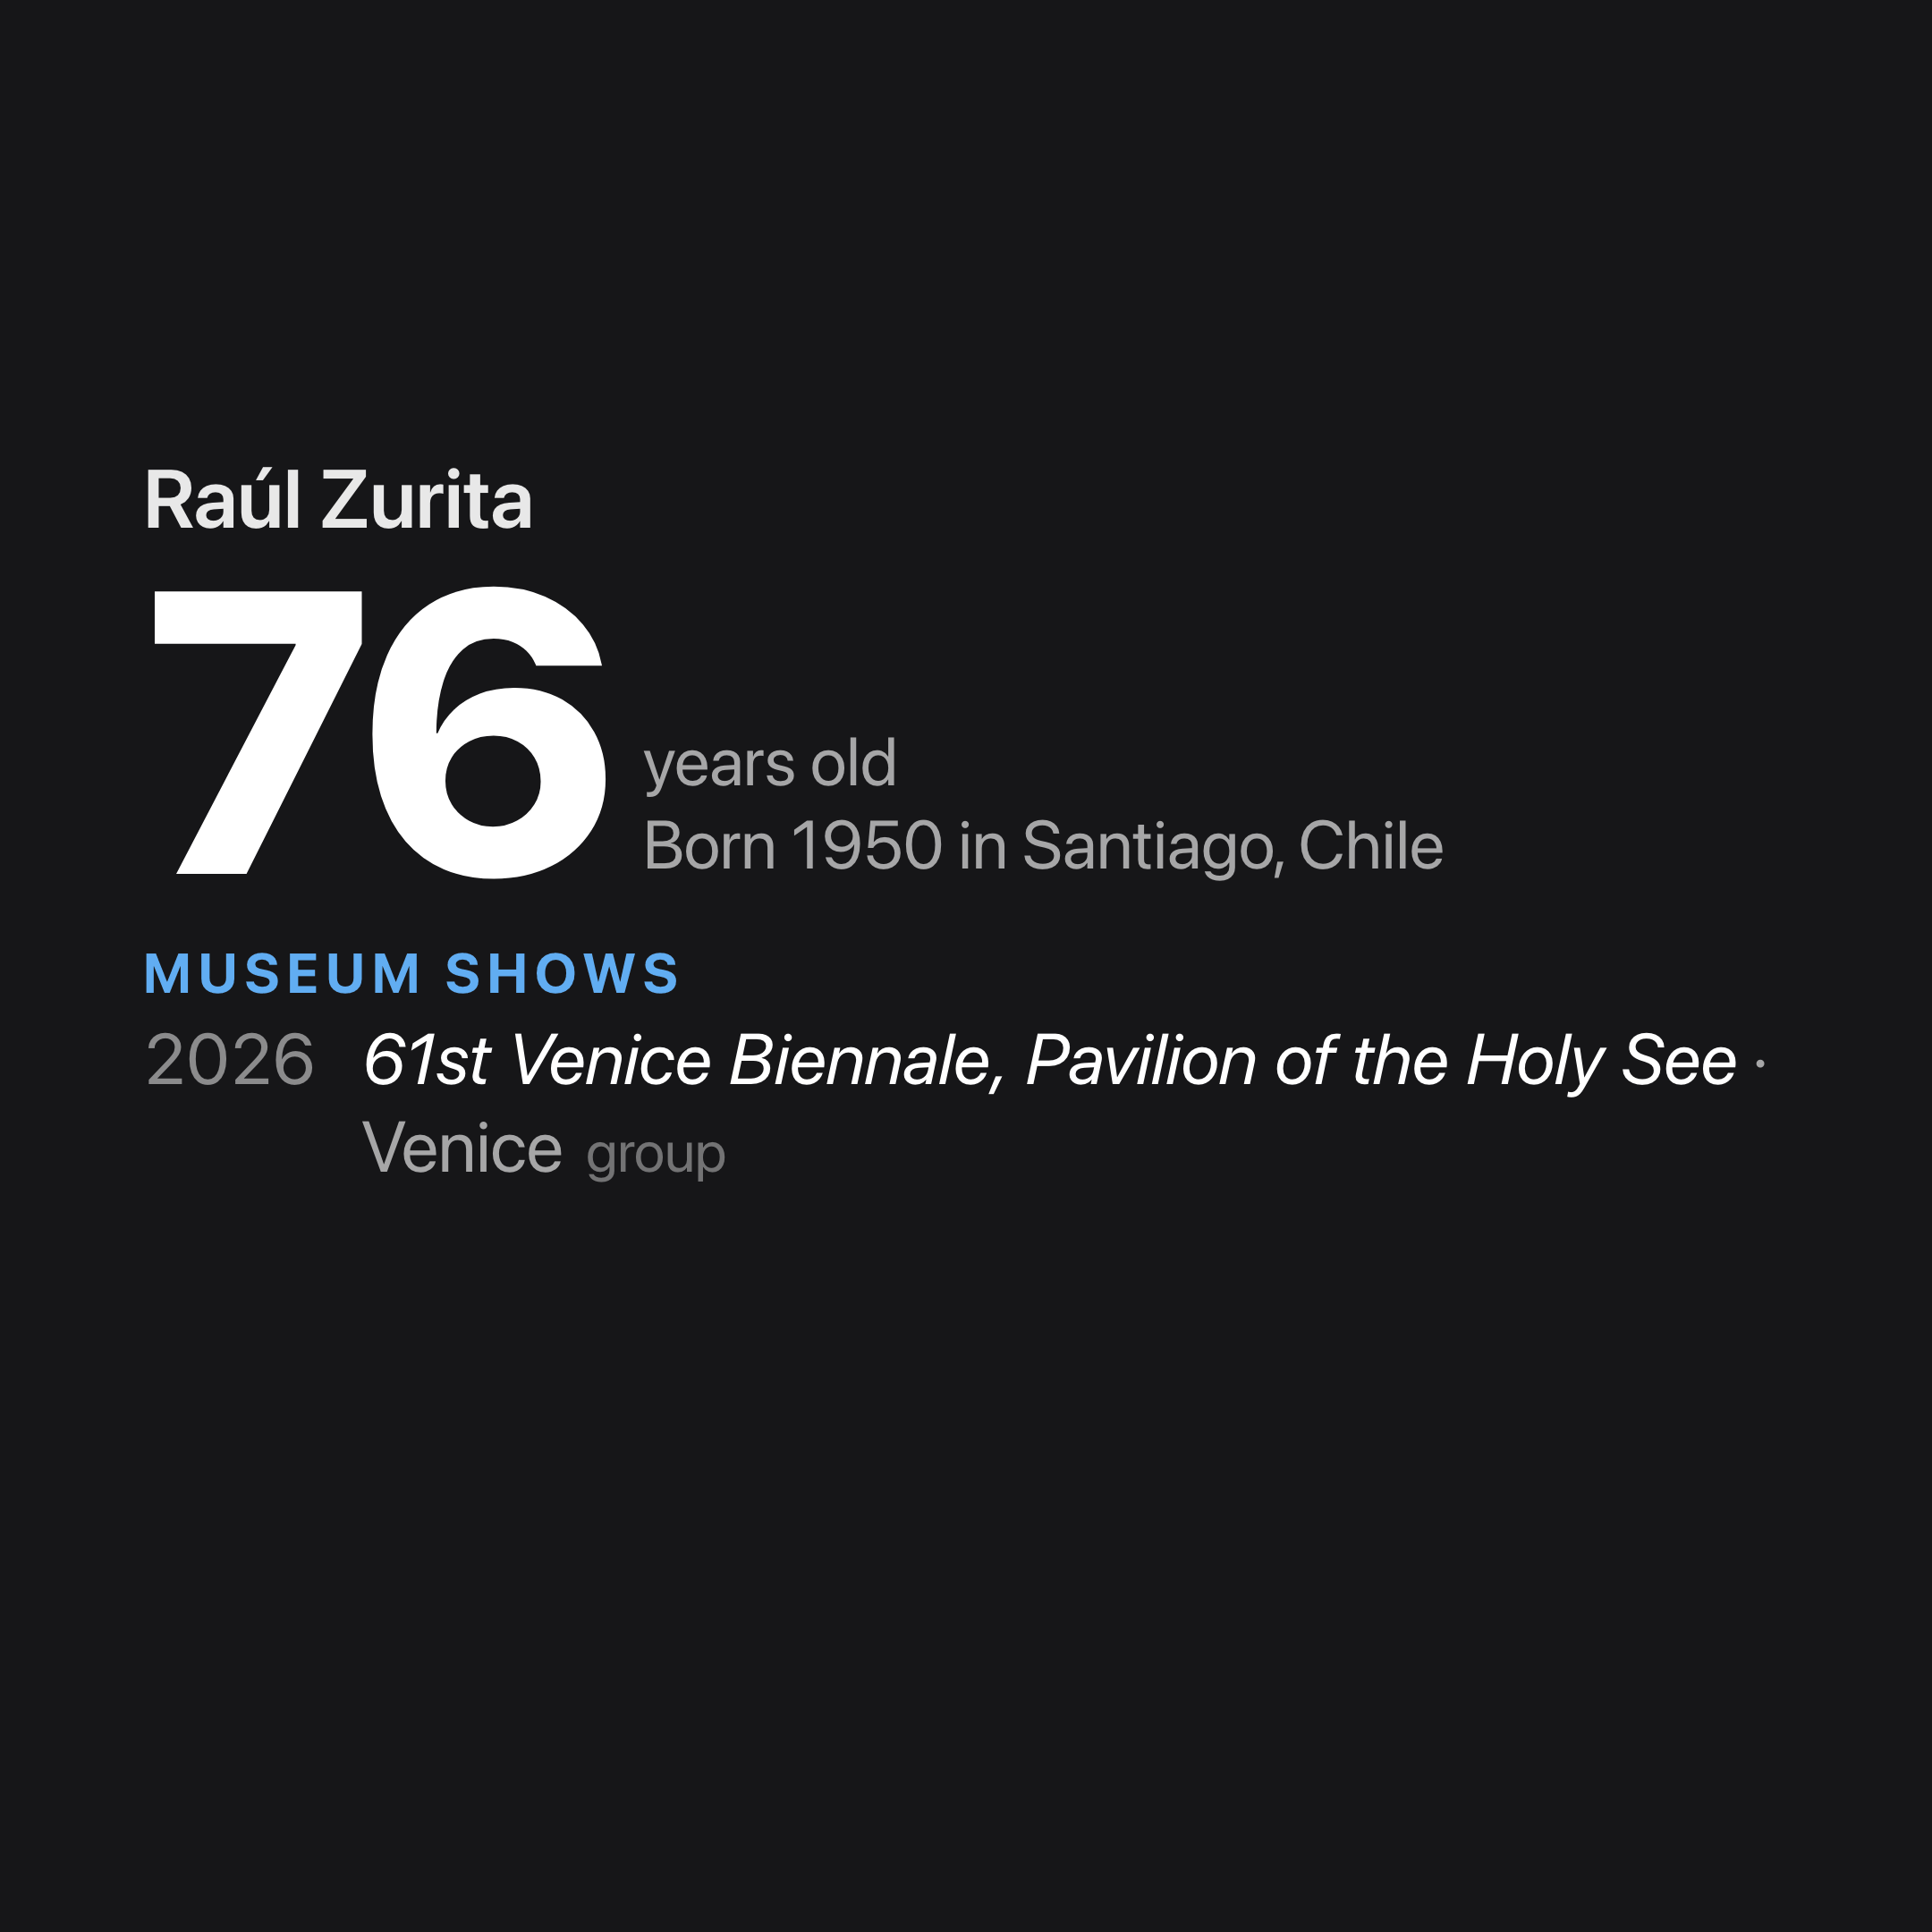 Raúl Zurita
76
years old
Born 1950 in Santiago, Chile
MUSEUM SHOWS
2026 61st Venice Biennale, Pavilion of the Holy See ·
Venice group